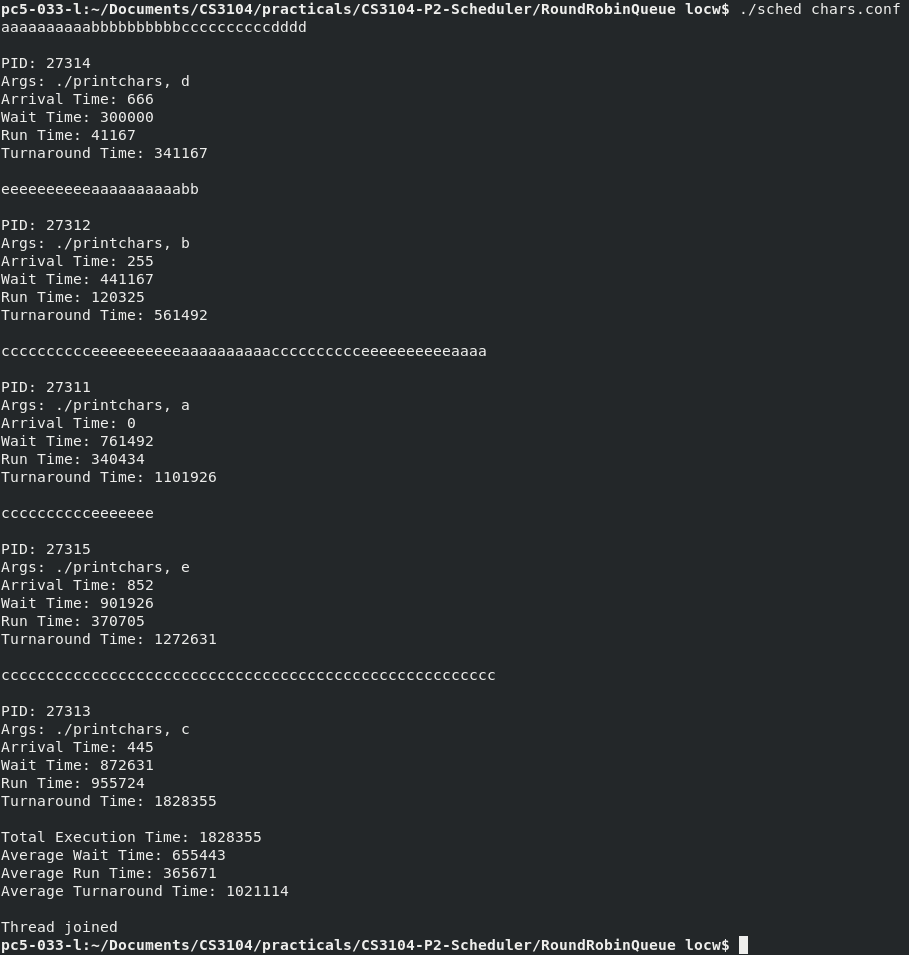 pc5-033-l:~/Documents/CS3104/practicals/CS3104-P2-Scheduler/RoundRobinQueue locw$ ./sched chars.conf
aaaaaaaaaabbbbbbbbbbccccccccccdddd
PID: 27314
Args: ./printchars, d
Arrival Time: 666
Wait Time: 300000
Run Time: 41167
Turnaround Time: 341167
eeeeeeeeeeaaaaaaaaaabb
PID: 27312
Args: ./printchars, b
Arrival Time: 255
Wait Time: 441167
Run Time: 120325
Turnaround Time: 561492
cccccccccceeeeeeeeeeaaaaaaaaaacccccccccceeeeeeeeeeaaaa
PID: 27311
Args: ./printchars, a
Arrival Time: 0
Wait Time: 761492
Run Time: 340434
Turnaround Time: 1101926
cccccccccceeeeeee
PID: 27315
Args: ./printchars, e
Arrival Time: 852
Wait Time: 901926
Run Time: 370705
Turnaround Time: 1272631
ccccccccccccccccccccccccccccccccccccccccccccccccccccccc
PID: 27313
Args: ./printchars, c
Arrival Time: 445
Wait Time: 872631
Run Time: 955724
Turnaround Time: 1828355
Total Execution Time: 1828355
Average Wait Time: 655443
Average Run Time: 365671
Average Turnaround Time: 1021114
Thread joined
pc5-033-l:~/Documents/CS3104/practicals/CS3104-P2-Scheduler/RoundRobinQueue locw$